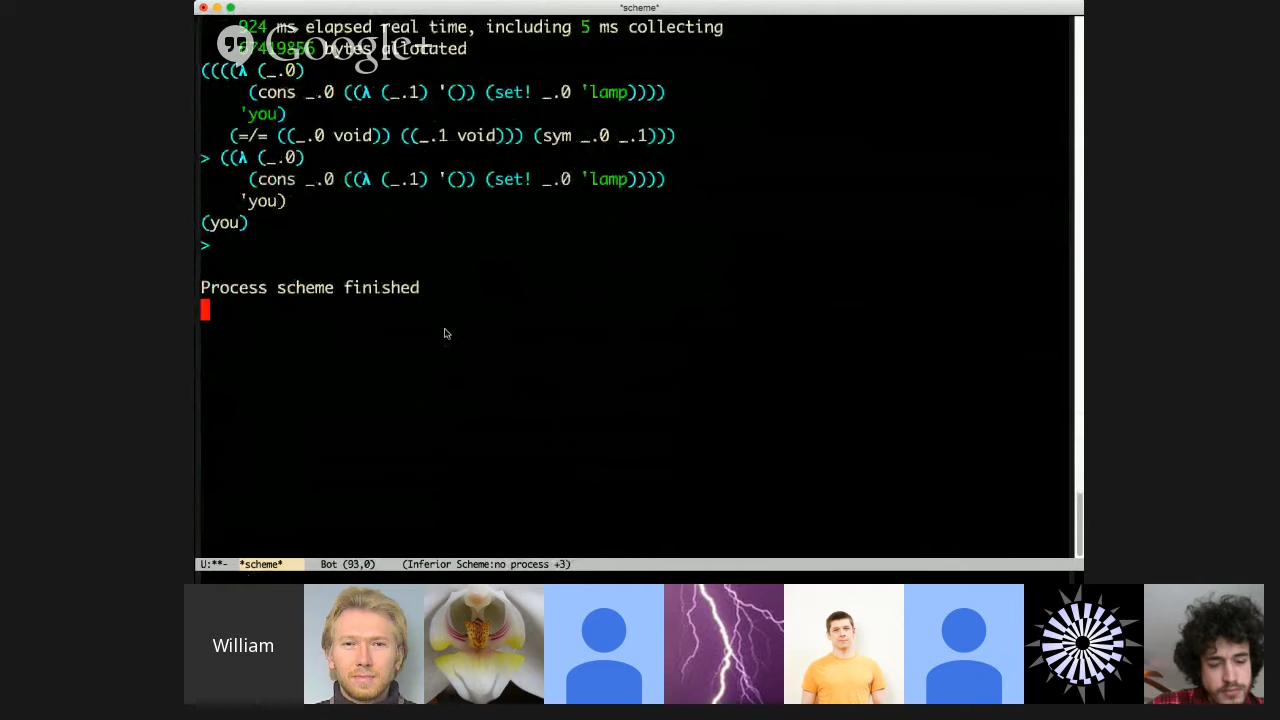 *scheme*
924 ms elapsed real time, including 5 ms collecting
Google+
bytes allocated
((((λ (_.0)
(cons _.0 ((λ (_.1) '()) (set! _.0 'lamp))))
'you)
(=/= ((_.0 void)) ((_.1 void))) (sym _.0 _.1)))
> ((λ (_.0)
(cons _.0 ((λ (_.1) '()) (set! _.0 'lamp))))
'you)
(you)
>
Process scheme finished
U:**- *scheme* Bot (93,0) (Inferior Scheme:no process +3)
William